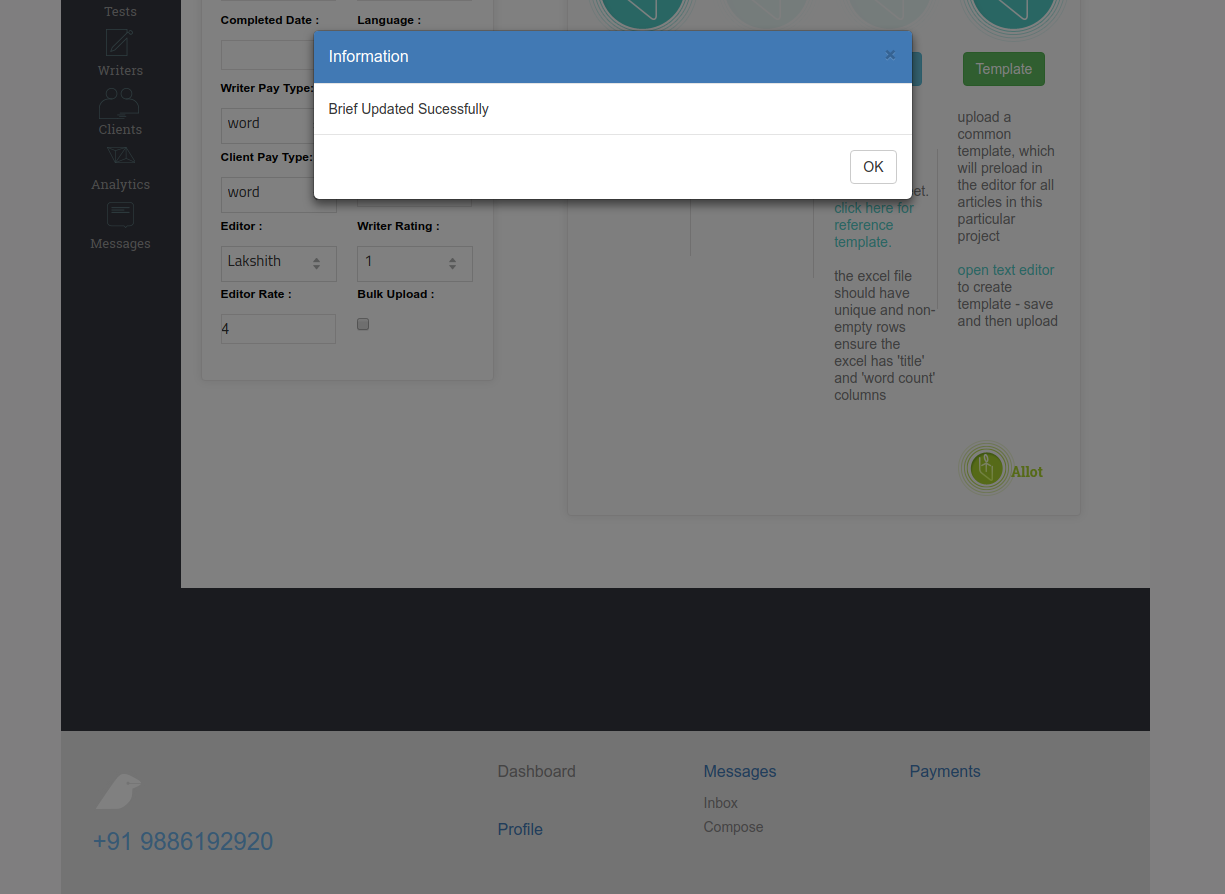 Tests
Writers
Clients
Analytics
Messages
Completed Date :
Language :
Writer Pay Type:
word
Client Pay Type:
word
Editor :
Writer Rating :
Lakshith
1
Editor Rate :
Bulk Upload :
4
Information
×
Brief Updated Sucessfully
OK
et.
click here for
reference
template.
the excel file
should have
unique and non-
empty rows
ensure the
excel has 'title'
and 'word count'
columns
Template
upload a
common
template, which
will preload in
the editor for all
articles in this
particular
project
open text editor
to create
template - save
and then upload
Allot
+91 9886192920
Dashboard
Profile
Messages
Inbox
Compose
Payments